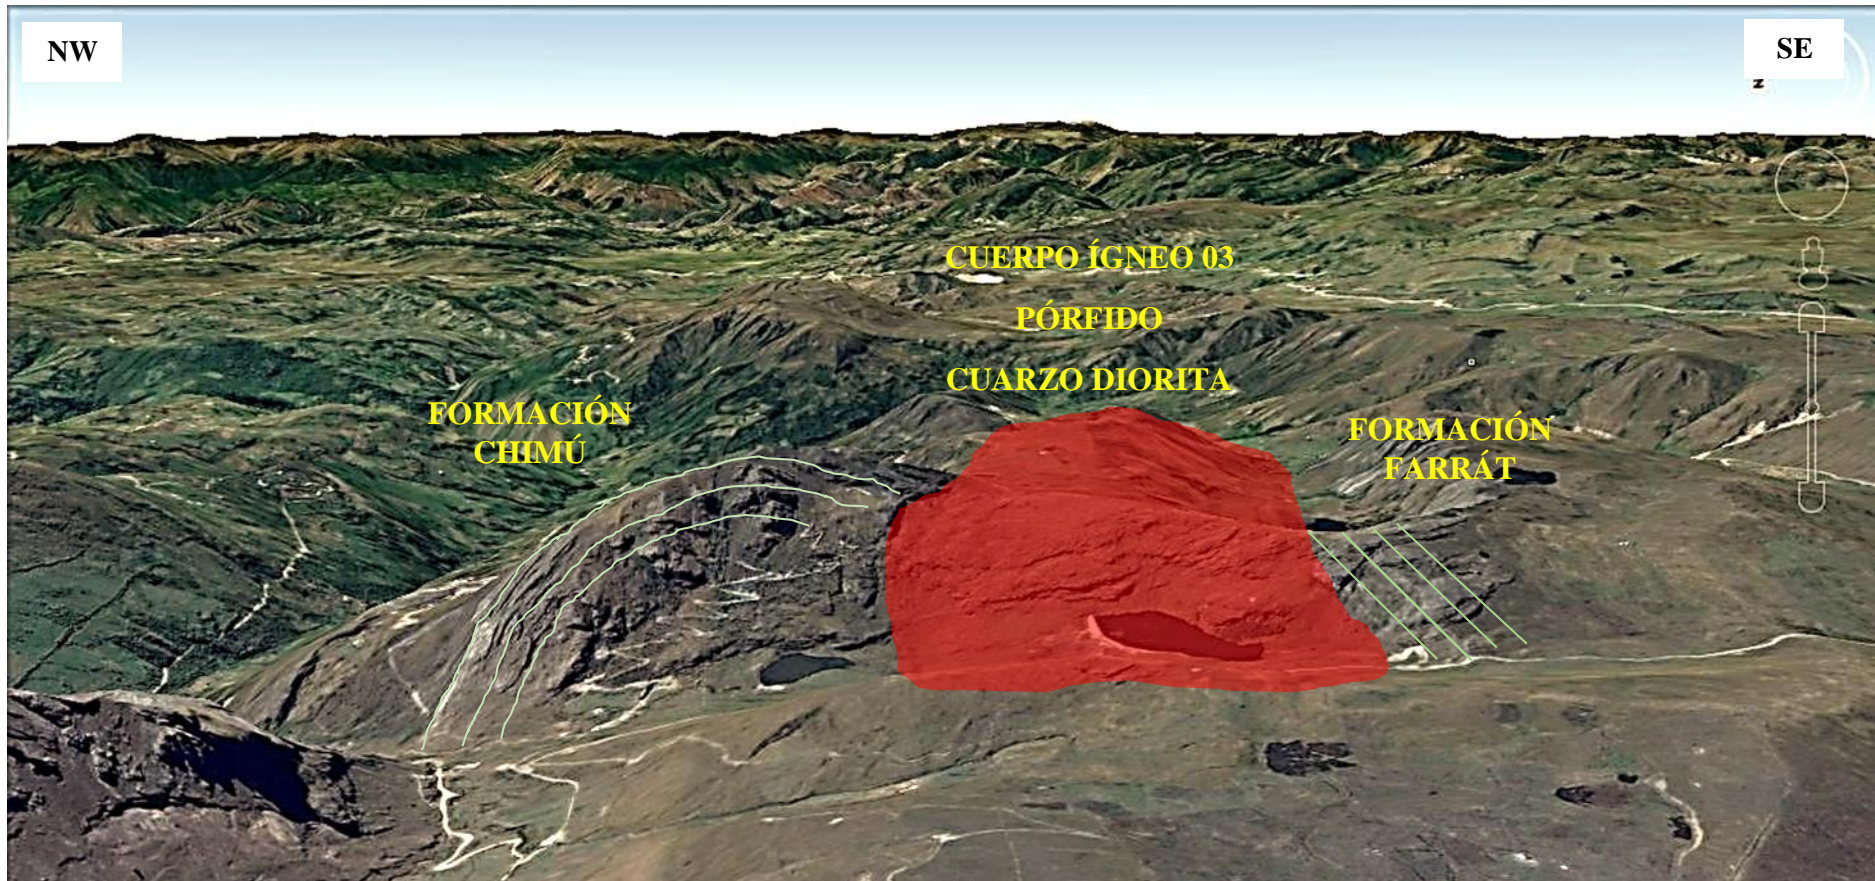 NW
SE
N
CUERPO ÍGNEO 03
PÓRFIDO
CUARZO DIORITA
FORMACIÓN
CHIMÚ
FORMACIÓN
FARRÁT